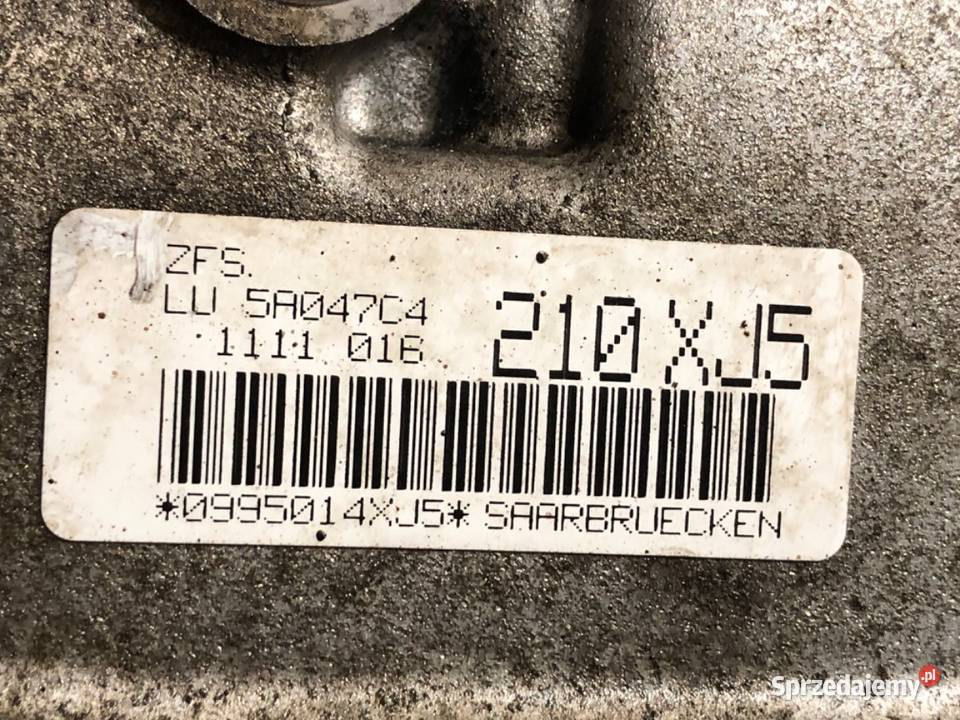 ZFS.
LU 5A047C4 210 XJ5
1111 016
*0995014XJ5* SAARBRUECKEN
Sprzedajemy.pl